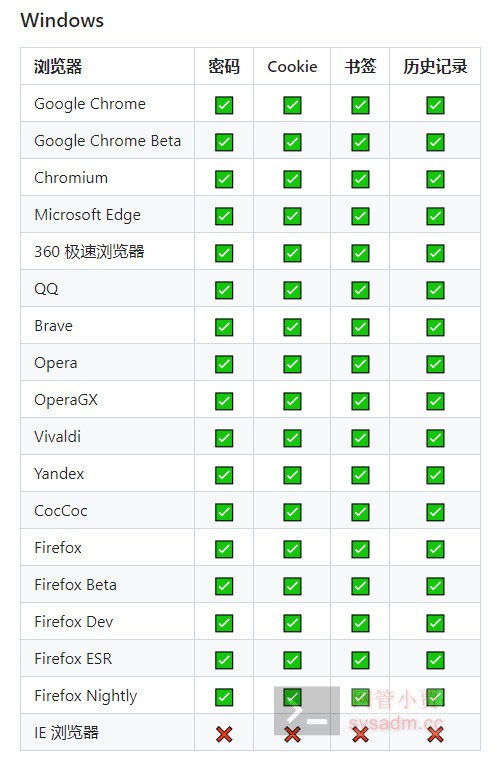 Windows
浏览器 密码 Cookie 书签 历史记录
Google Chrome ✅ ✅ ✅ ✅
Google Chrome Beta ✅ ✅ ✅ ✅
Chromium ✅ ✅ ✅ ✅
Microsoft Edge ✅ ✅ ✅ ✅
360 极速浏览器 ✅ ✅ ✅ ✅
QQ ✅ ✅ ✅ ✅
Brave ✅ ✅ ✅ ✅
Opera ✅ ✅ ✅ ✅
OperaGX ✅ ✅ ✅ ✅
Vivaldi ✅ ✅ ✅ ✅
Yandex ✅ ✅ ✅ ✅
CocCoc ✅ ✅ ✅ ✅
Firefox ✅ ✅ ✅ ✅
Firefox Beta ✅ ✅ ✅ ✅
Firefox Dev ✅ ✅ ✅ ✅
Firefox ESR ✅ ✅ ✅ ✅
Firefox Nightly ✅ ✅ ✅ ✅
IE 浏览器 ❌ ❌ ❌ ❌
网管小贾
sysadm.cc